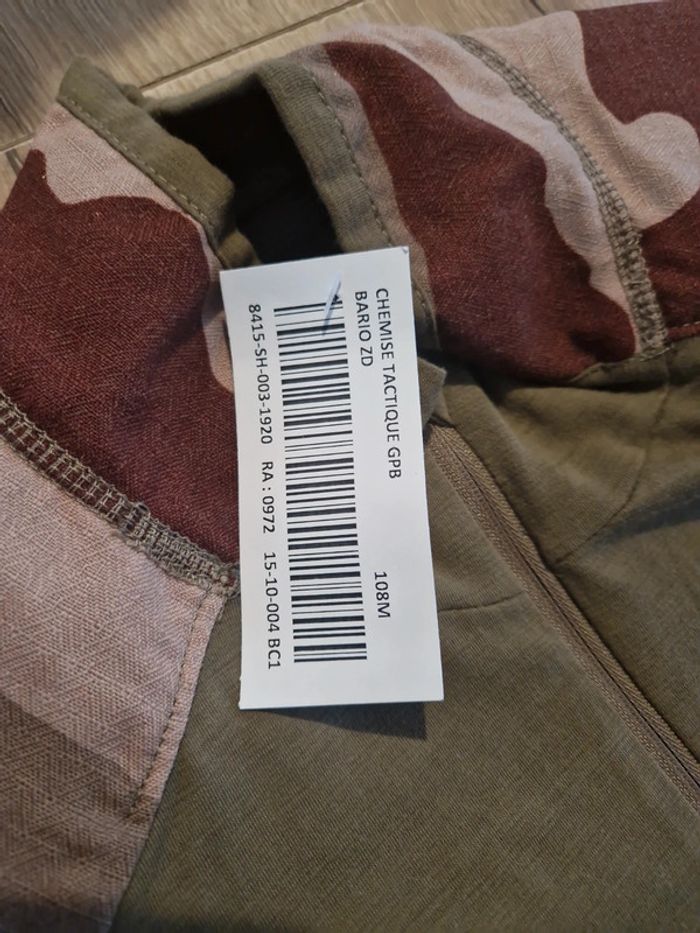 CHEMISE TACTIQUE GPB
BARIO ZD 108M
8415-SH-003-1920 RA : 0972 15-10-004 BC1